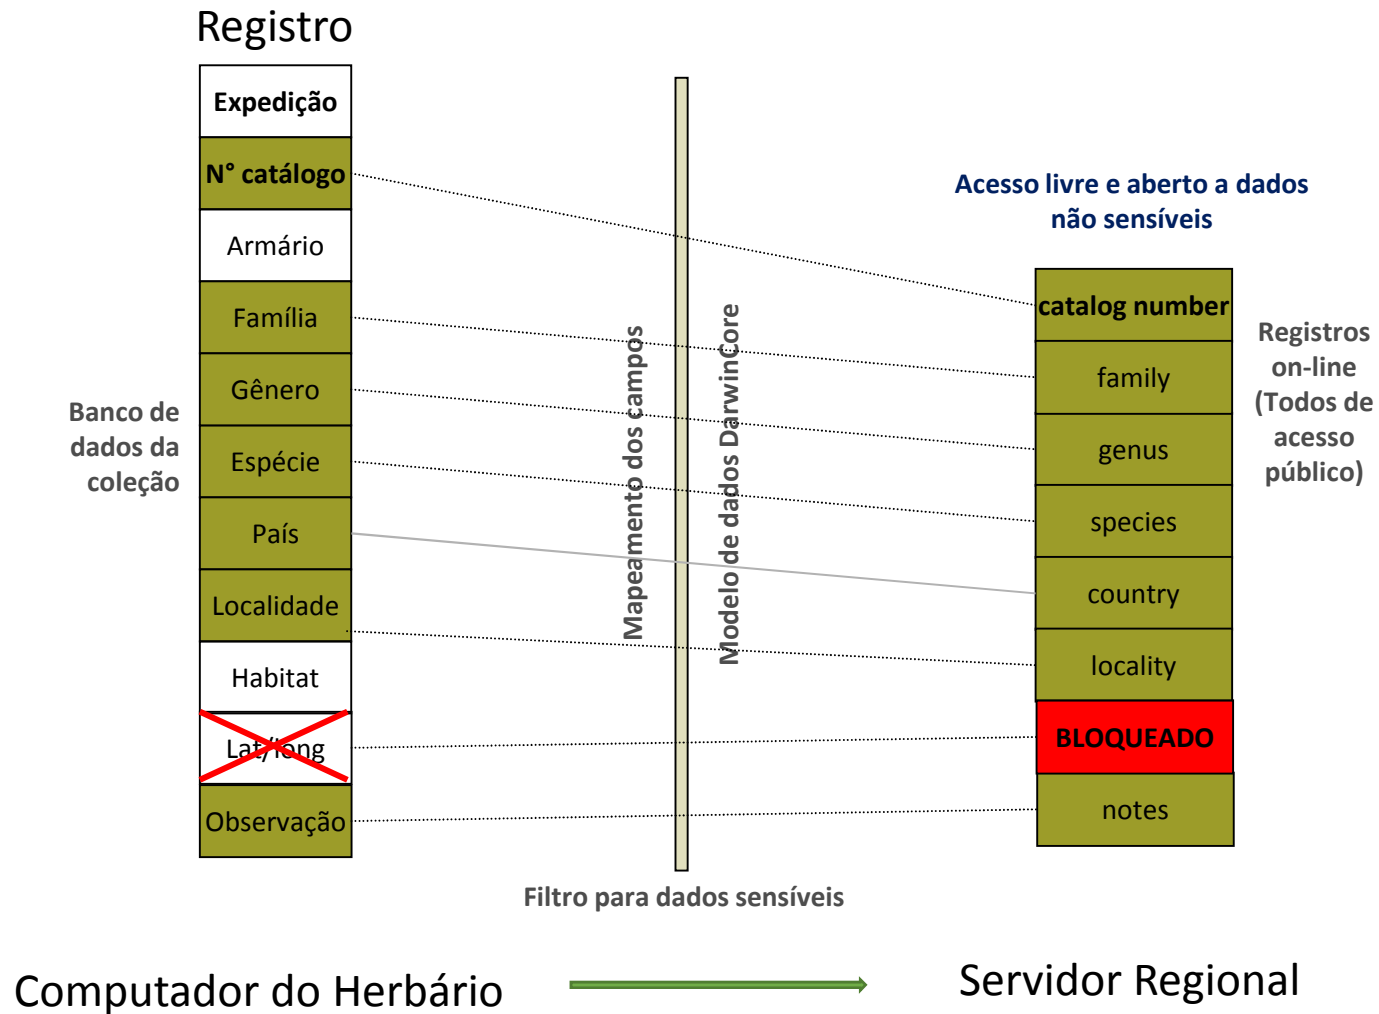 Registro
Expedição
N° catálogo
Armário
Família
Gênero
Espécie
País
Localidade
Habitat
Lat/long
Observação
Banco de
dados da
coleção
Mapeamento dos campos
Modelo de dados DarwinCore
Filtro para dados sensíveis
Acesso livre e aberto a dados
não sensíveis
catalog number
family
genus
species
country
locality
BLOQUEADO
notes
Registros
on-line
(Todos de
acesso
público)
Computador do Herbário
Servidor Regional